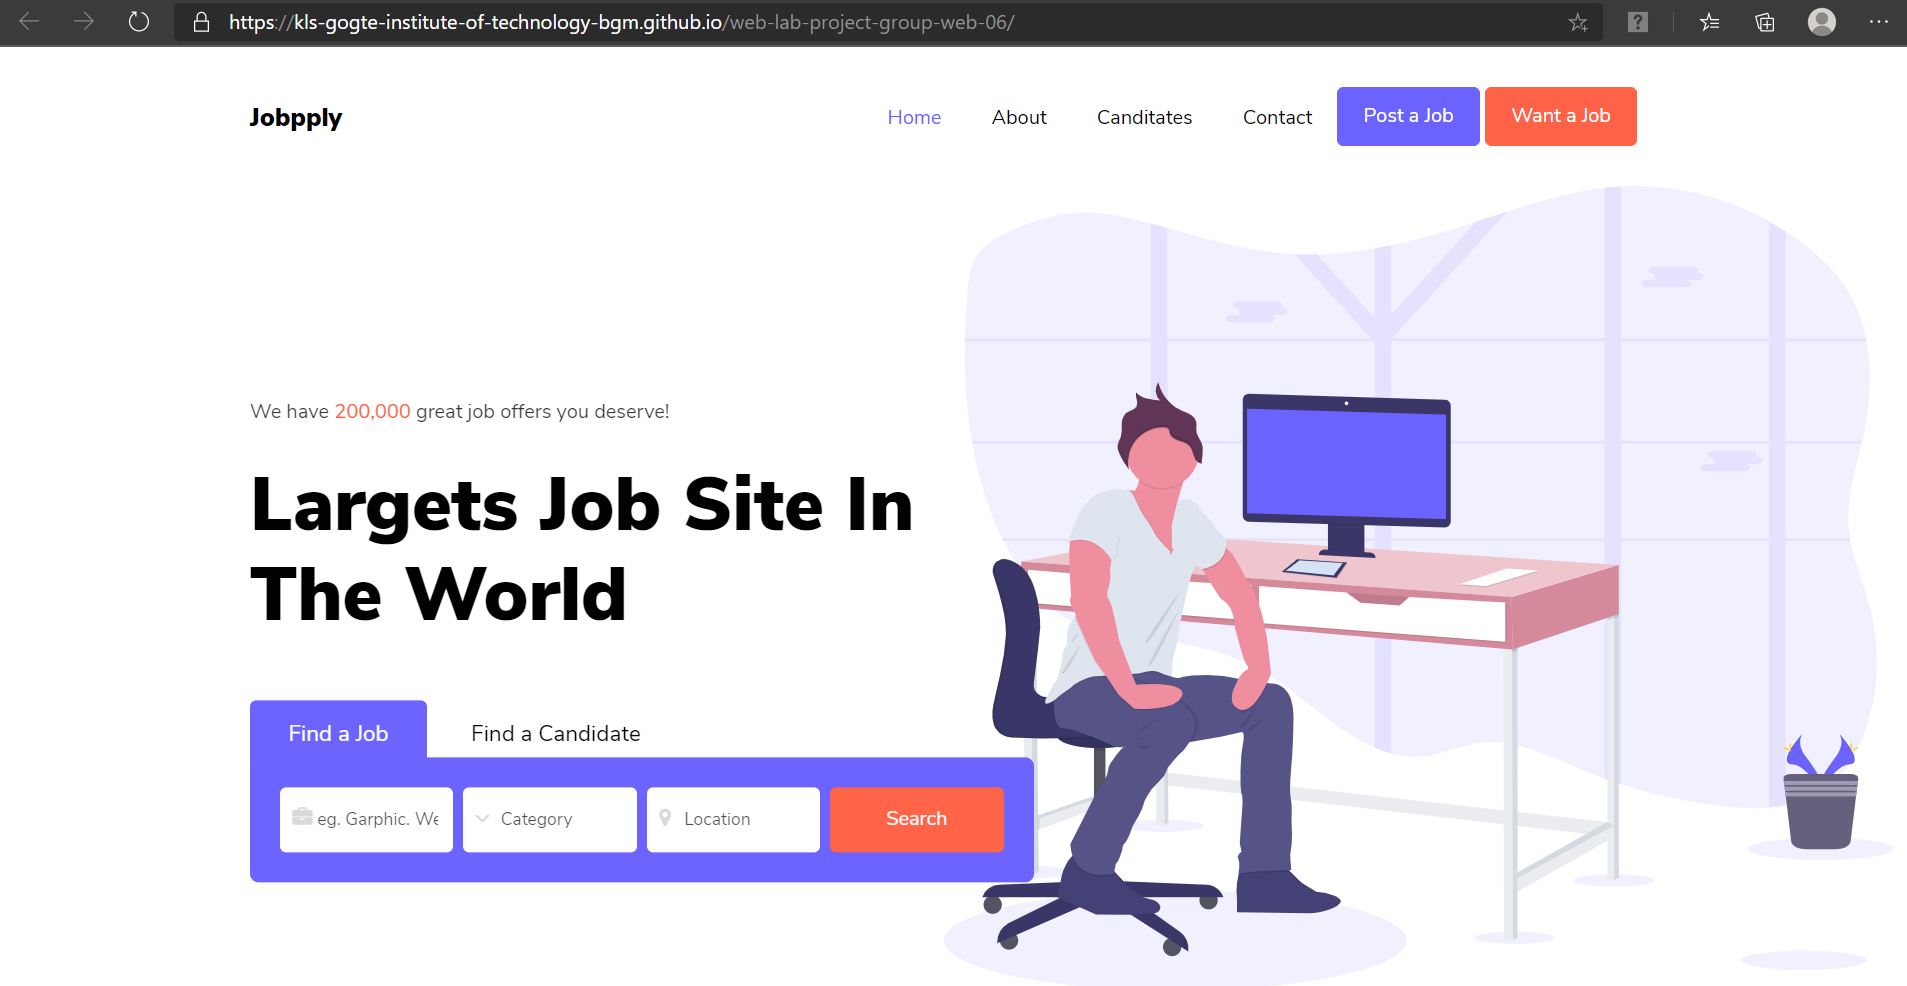 https://kls-gogte-institute-of-technology-bgm.github.io/web-lab-project-group-web-06/
Jobpply
Home About Canditates Contact Post a Job Want a Job
We have 200,000 great job offers you deserve!
Largets Job Site In
The World
Find a Job Find a Candidate
eg. Garphic. We Category Location Search